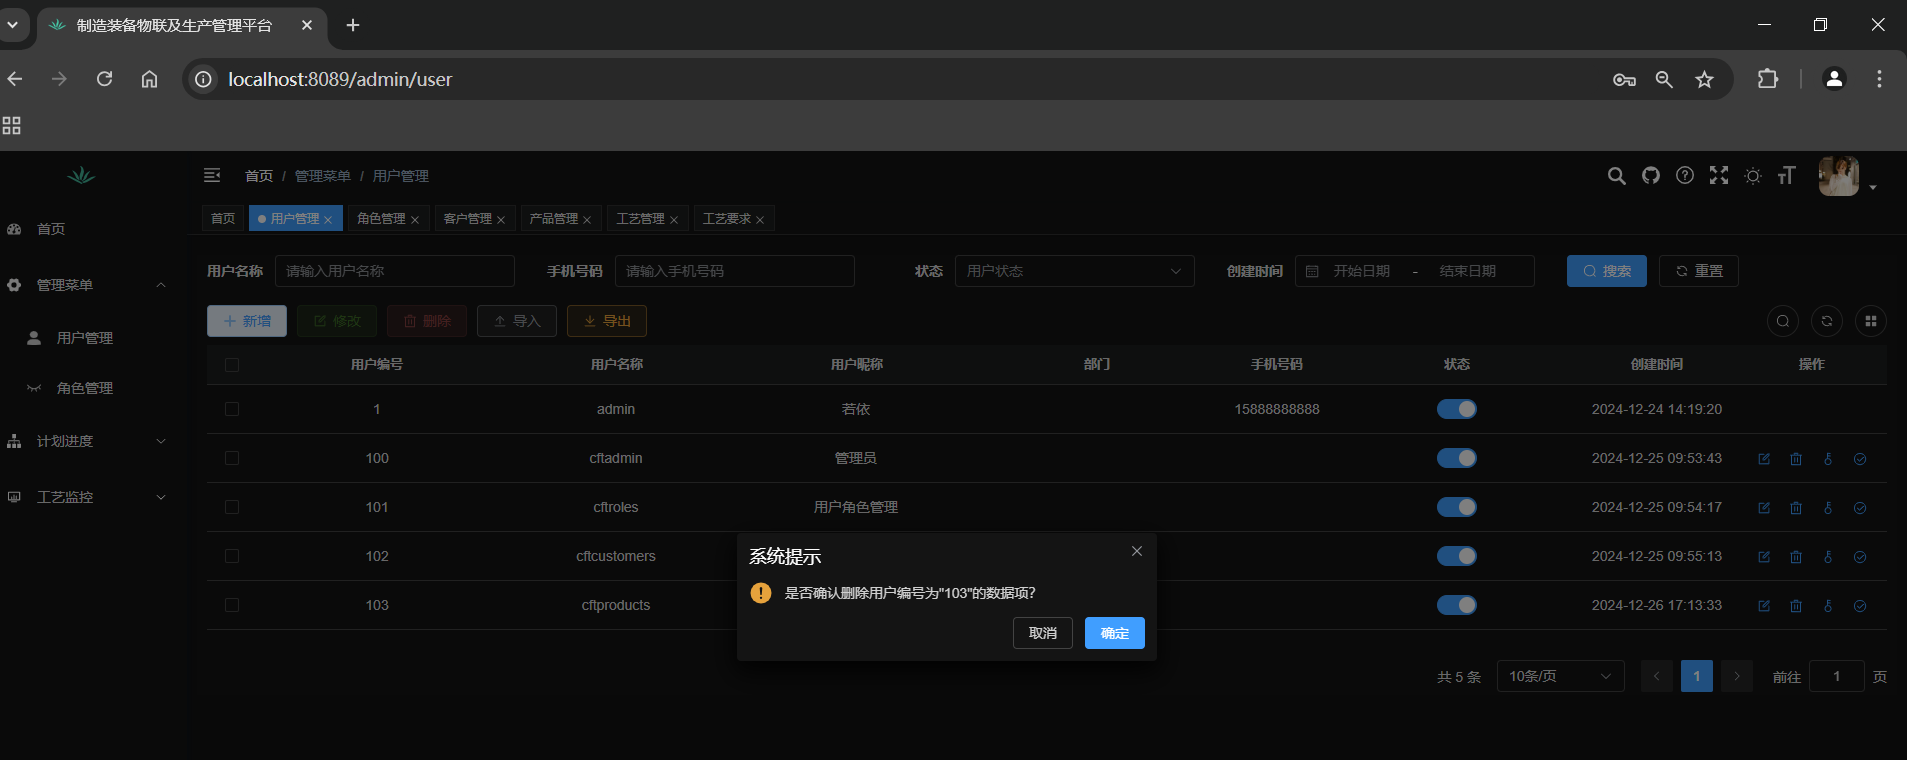 制造装备物联及生产管理平台
localhost:8089/admin/user
首页 / 管理菜单 / 用户管理
首页 用户管理 角色管理 客户管理 产品管理 工艺管理 工艺要求
首页
管理菜单
用户管理
角色管理
计划进度
工艺监控
用户名称 请输入用户名称 手机号码 请输入手机号码 状态 用户状态 创建时间 开始日期 - 结束日期 搜索 重置
新增 修改 删除 导入 导出
用户编号 用户名称 用户昵称 部门 手机号码 状态 创建时间 操作
1 admin 若依 15888888888 2024-12-24 14:19:20
100 cftadmin 管理员 2024-12-25 09:53:43
101 cftroles 用户角色管理 2024-12-25 09:54:17
102 cftcustomers 2024-12-25 09:55:13
103 cftproducts 2024-12-26 17:13:33
系统提示
是否确认删除用户编号为"103"的数据项?
取消 确定
共 5 条 10条/页 1 前往 1 页